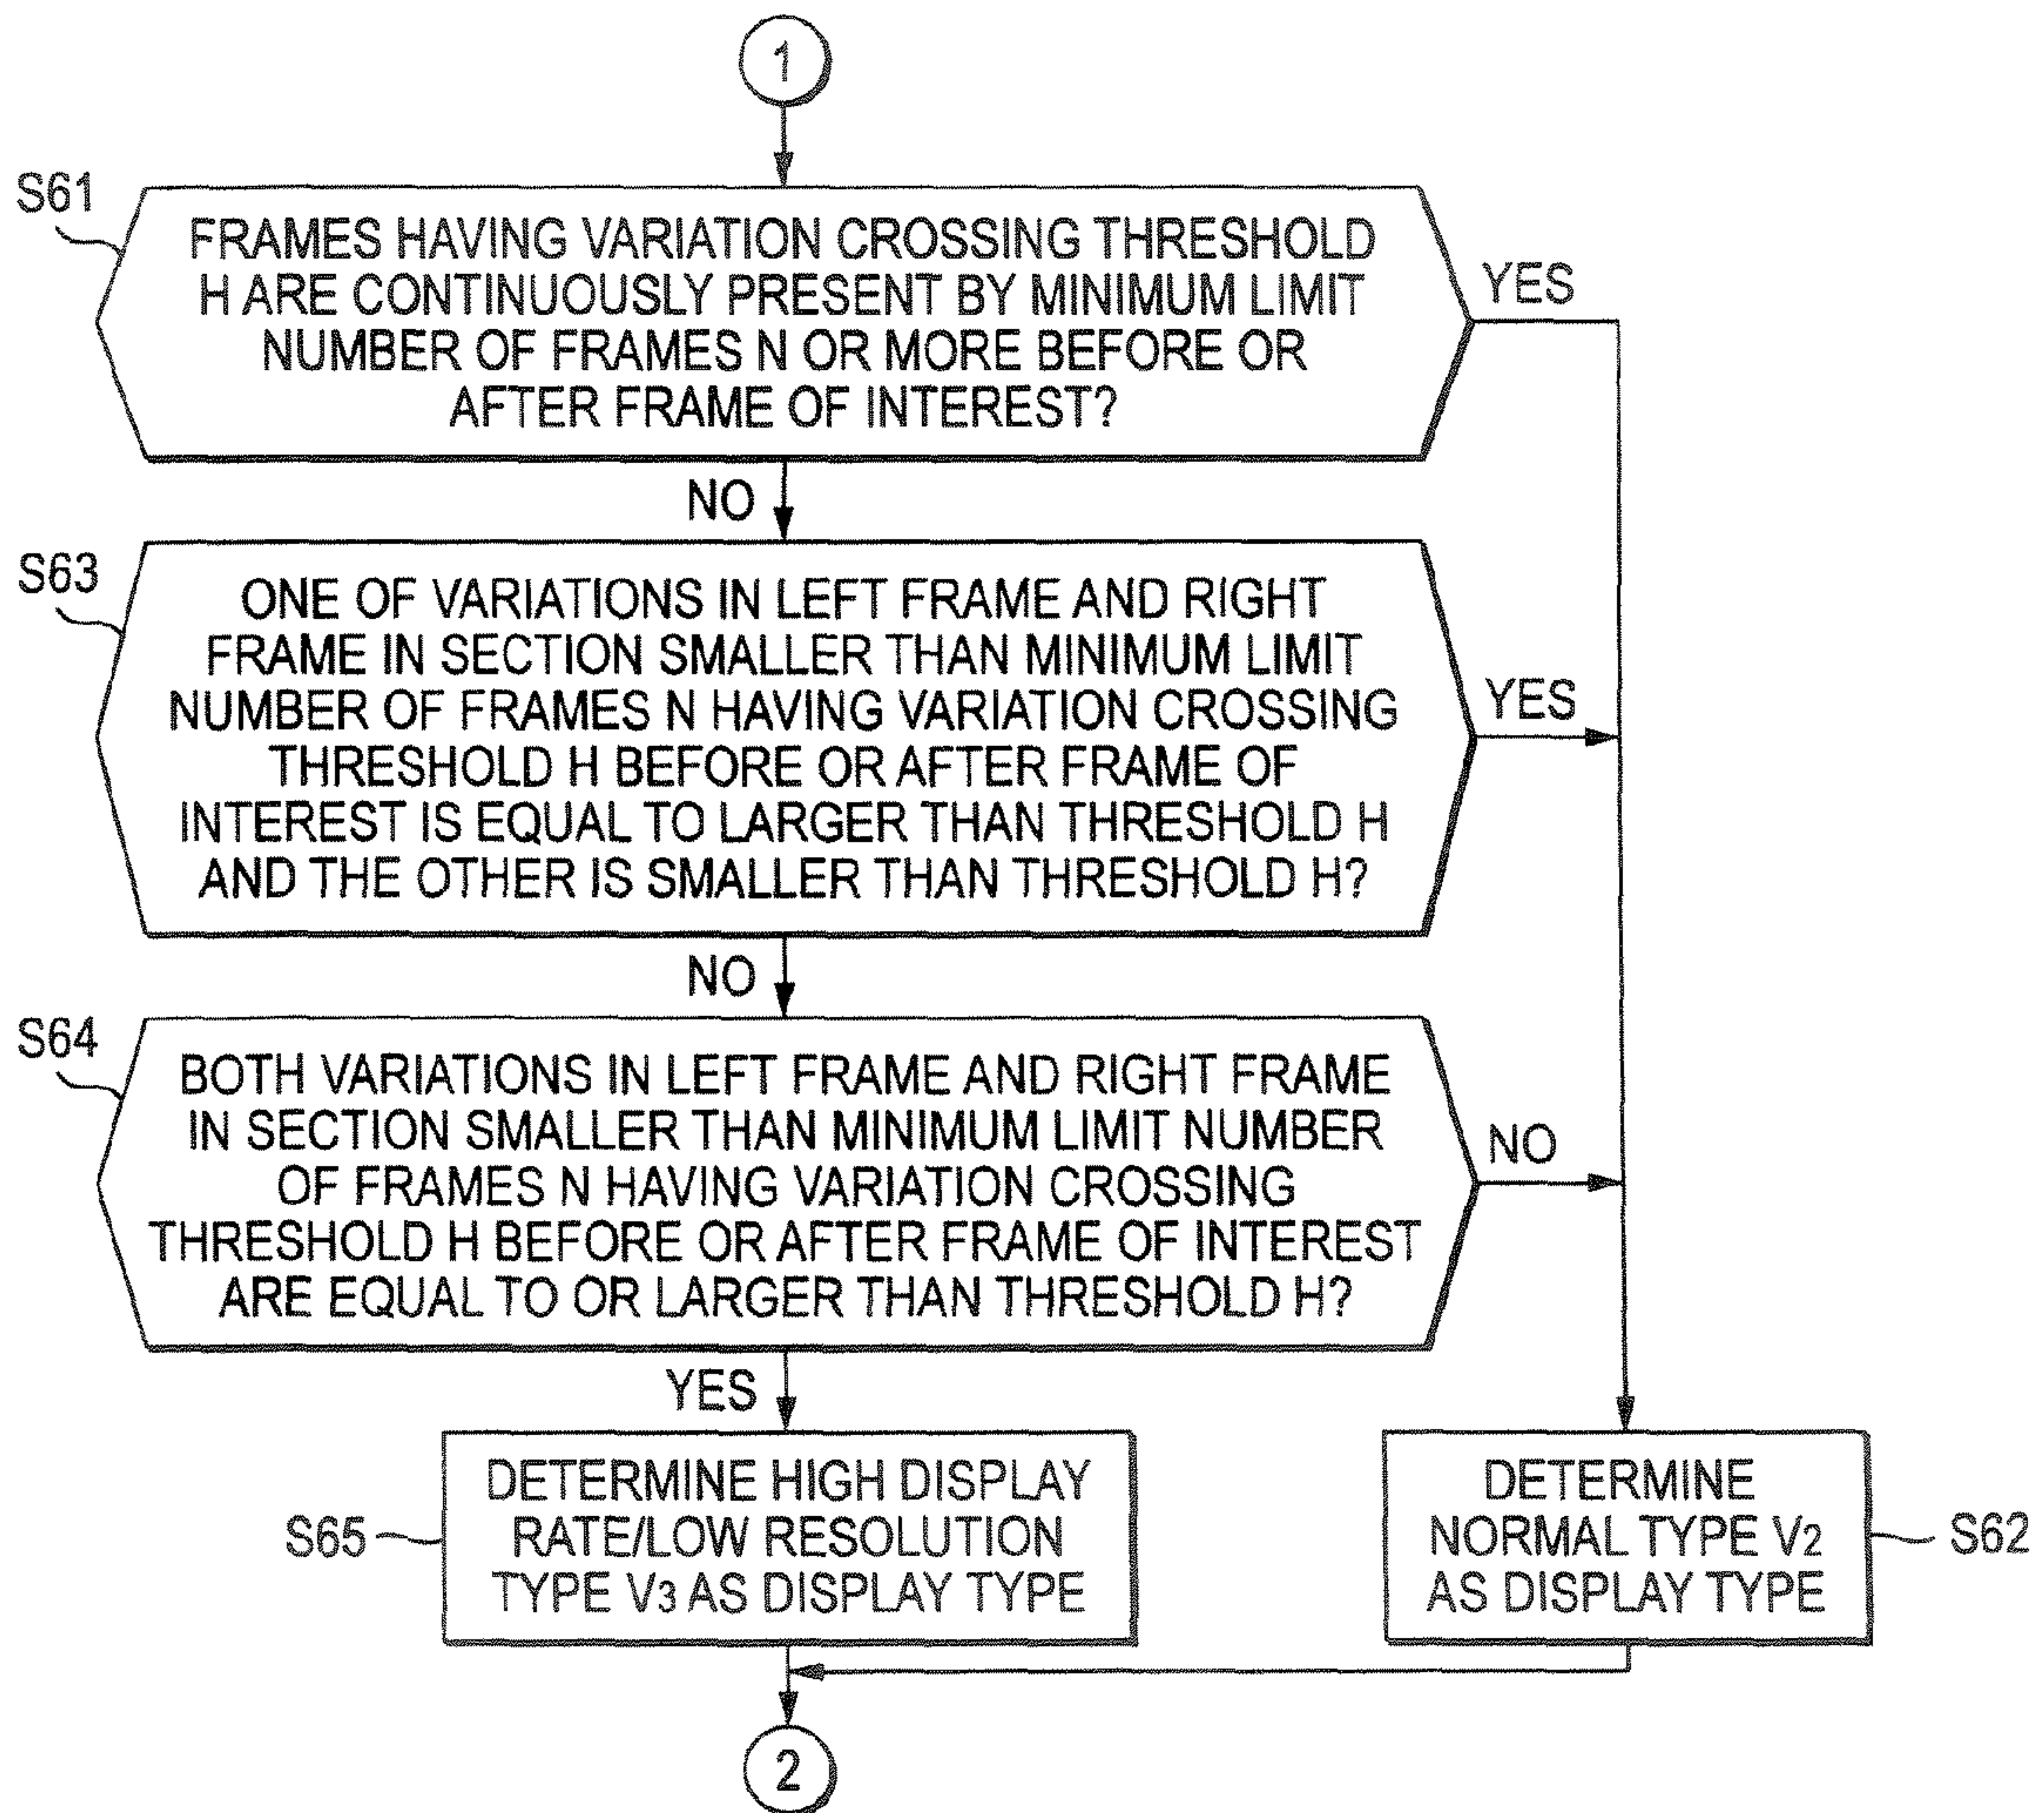 1
S61
FRAMES HAVING VARIATION CROSSING THRESHOLD
H ARE CONTINUOUSLY PRESENT BY MINIMUM LIMIT
NUMBER OF FRAMES N OR MORE BEFORE OR
AFTER FRAME OF INTEREST?
YES
NO
S63
ONE OF VARIATIONS IN LEFT FRAME AND RIGHT
FRAME IN SECTION SMALLER THAN MINIMUM LIMIT
NUMBER OF FRAMES N HAVING VARIATION CROSSING
THRESHOLD H BEFORE OR AFTER FRAME OF
INTEREST IS EQUAL TO LARGER THAN THRESHOLD H
AND THE OTHER IS SMALLER THAN THRESHOLD H?
YES
NO
S64
BOTH VARIATIONS IN LEFT FRAME AND RIGHT FRAME
IN SECTION SMALLER THAN MINIMUM LIMIT NUMBER
OF FRAMES N HAVING VARIATION CROSSING
THRESHOLD H BEFORE OR AFTER FRAME OF INTEREST
ARE EQUAL TO OR LARGER THAN THRESHOLD H?
NO
YES
S65
DETERMINE HIGH DISPLAY
RATE/LOW RESOLUTION
TYPE V3 AS DISPLAY TYPE
DETERMINE
NORMAL TYPE V2
AS DISPLAY TYPE
S62
2